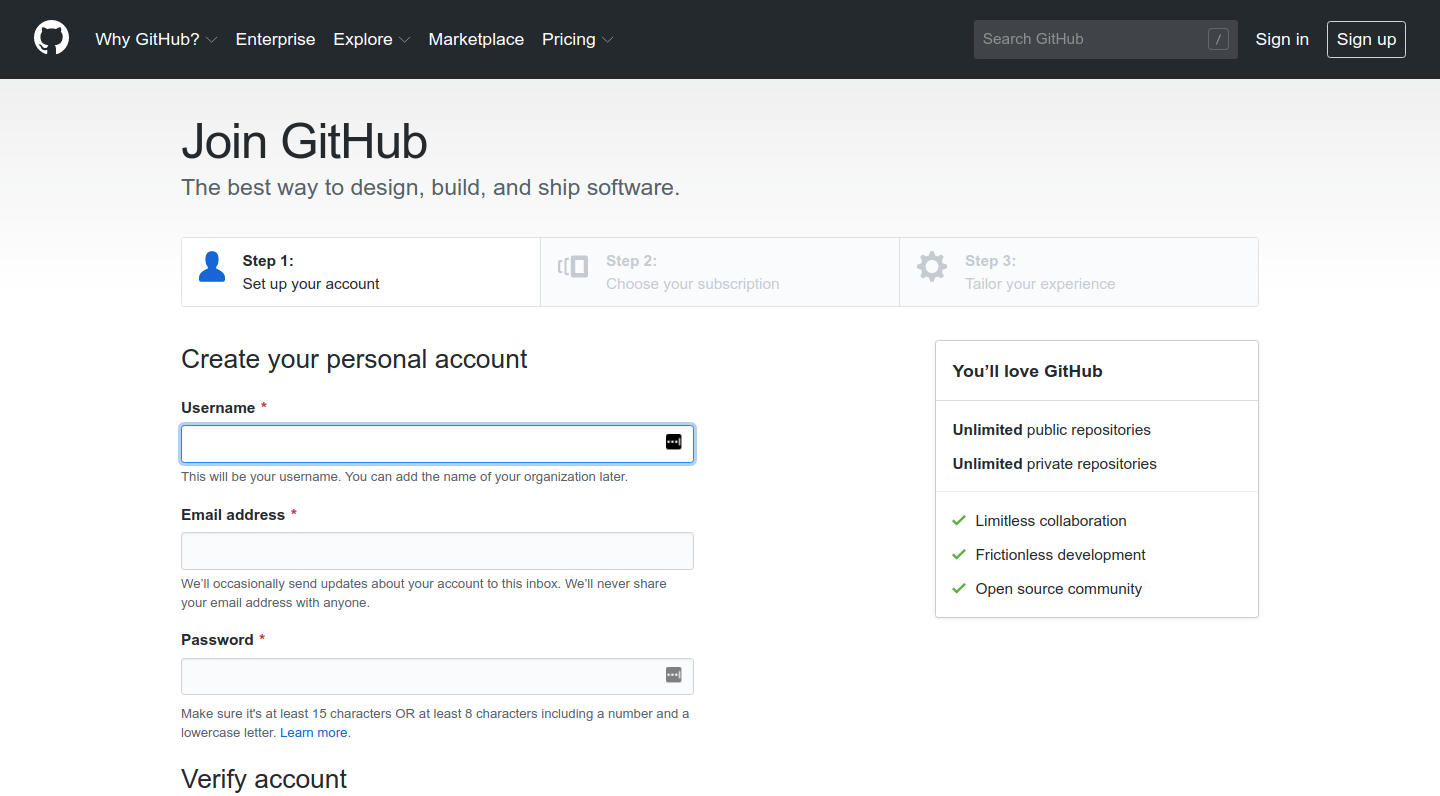 Why GitHub? Enterprise Explore Marketplace Pricing Search GitHub / Sign in Sign up
Join GitHub
The best way to design, build, and ship software.
Step 1:
Set up your account
Step 2:
Choose your subscription
Step 3:
Tailor your experience
Create your personal account
Username *
This will be your username. You can add the name of your organization later.
Email address *
We’ll occasionally send updates about your account to this inbox. We’ll never share
your email address with anyone.
Password *
Make sure it's at least 15 characters OR at least 8 characters including a number and a
lowercase letter. Learn more.
Verify account
You’ll love GitHub
Unlimited public repositories
Unlimited private repositories
Limitless collaboration
Frictionless development
Open source community